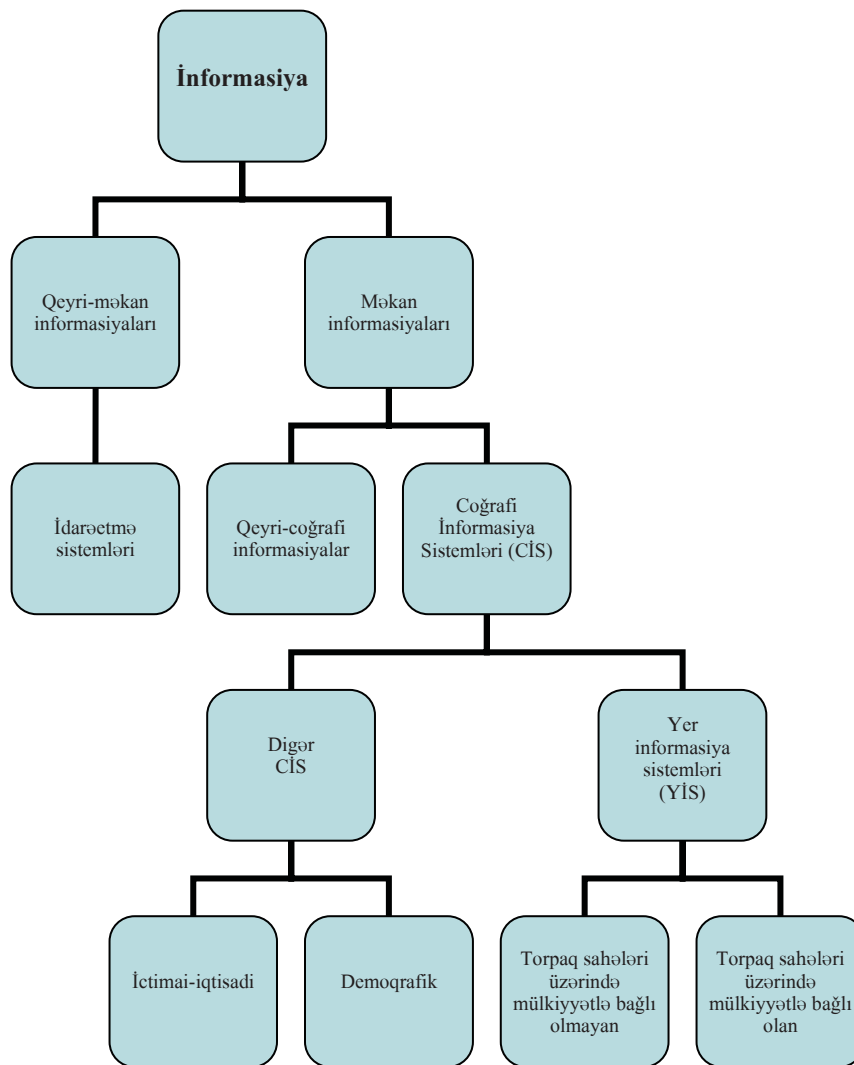 İnformasiya
Qeyri-məkan
informasiyaları
Məkan
informasiyaları
İdarəetmə
sistemləri
Qeyri-coğrafi
informasiyalar
Coğrafi
İnformasiya
Sistemləri (CİS)
Digər
CİS
Yer
informasiya
sistemləri
(YİS)
İctimai-iqtisadi
Demoqrafik
Torpaq sahələri
üzərində
mülkiyyətlə bağlı
olmayan
Torpaq sahələri
üzərində
mülkiyyətlə bağlı
olan